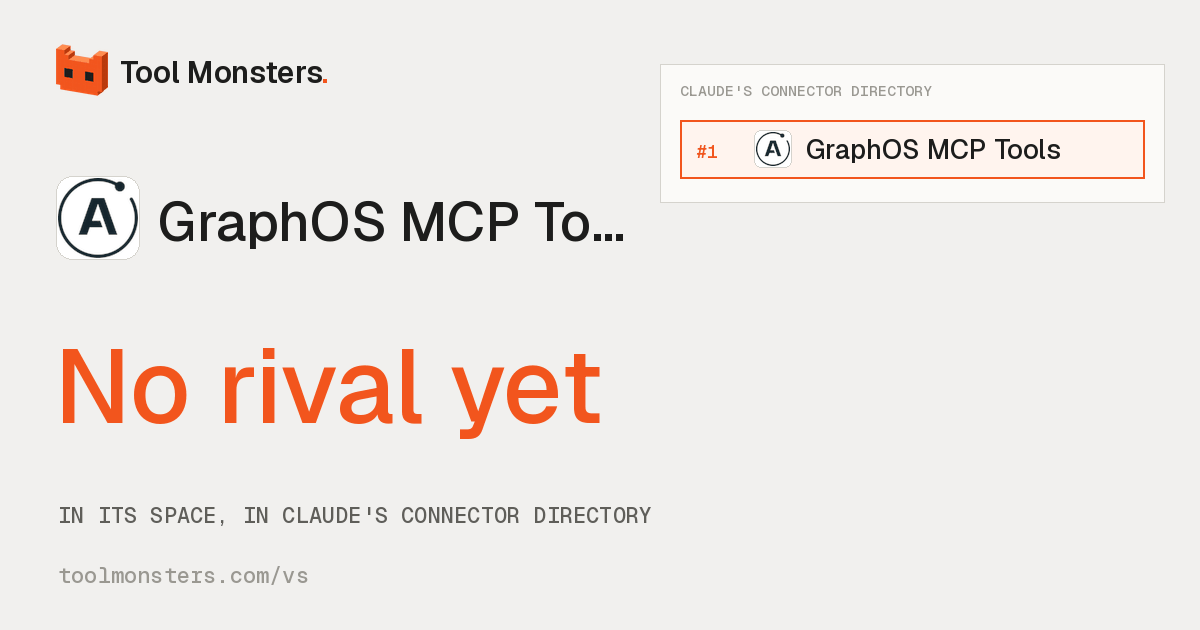 Tool Monsters.
CLAUDE'S CONNECTOR DIRECTORY
#1 A GraphOS MCP Tools
A GraphOS MCP To...
No rival yet
IN ITS SPACE, IN CLAUDE'S CONNECTOR DIRECTORY
toolmonsters.com/vs